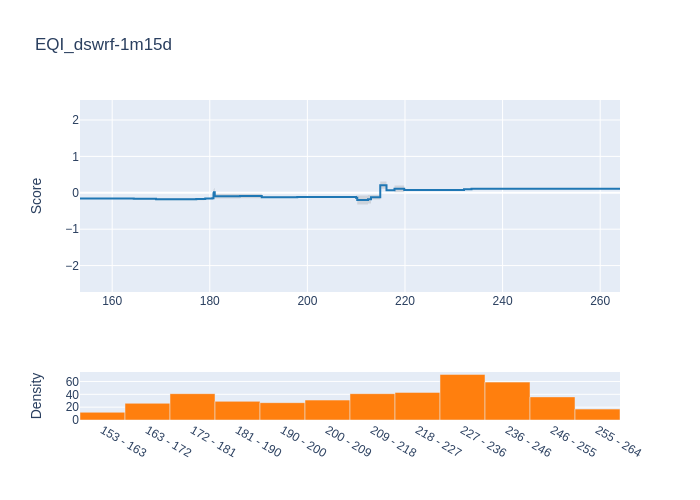 EQI_dswrf-1m15d
Score
2
1
0
−1
−2
160
180
200
220
240
260
Density
60
40
20
0
153 - 163
163 - 172
172 - 181
181 - 190
190 - 200
200 - 209
209 - 218
218 - 227
227 - 236
236 - 246
246 - 255
255 - 264